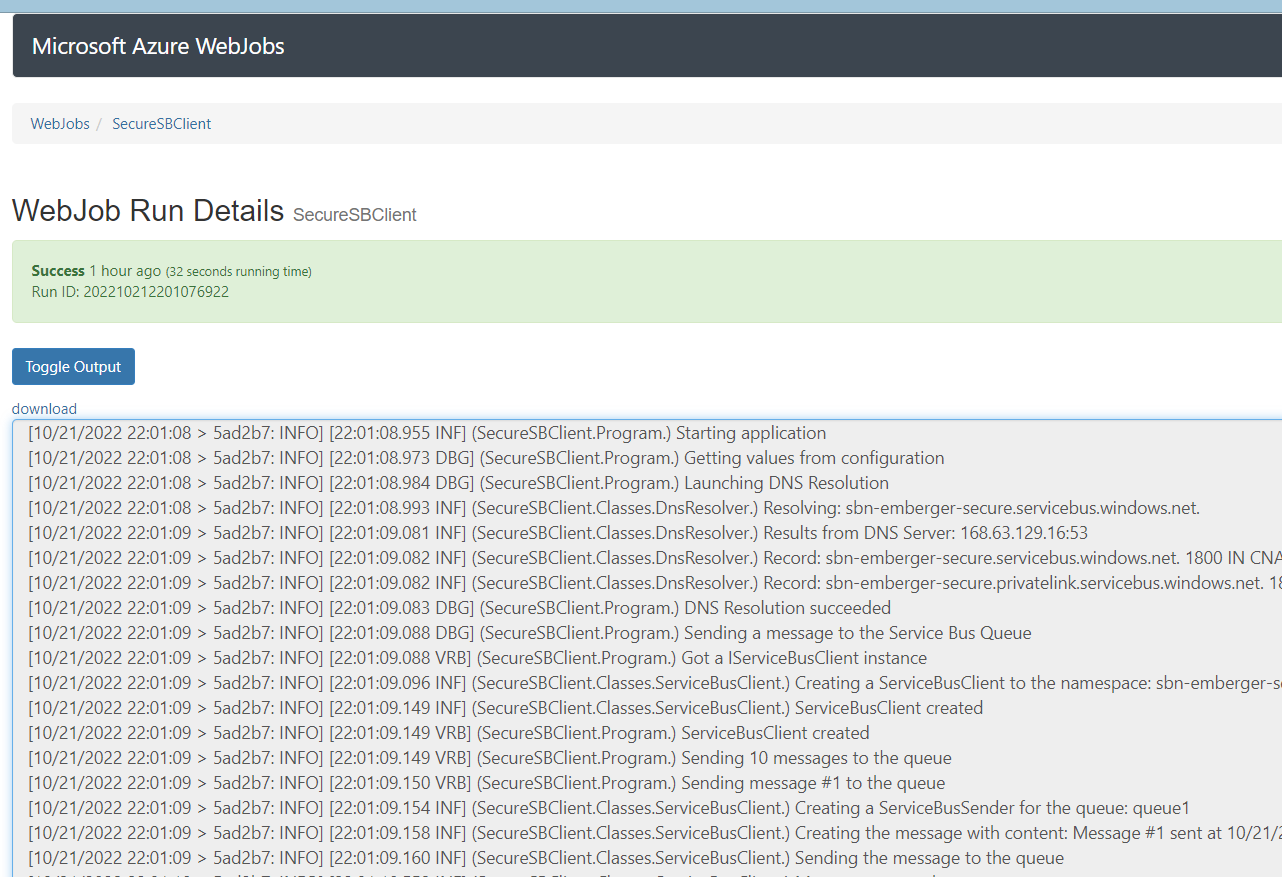 Microsoft Azure WebJobs
WebJobs / SecureSBClient
WebJob Run Details SecureSBClient
Success 1 hour ago (32 seconds running time)
Run ID: 202210212201076922
Toggle Output
download
[10/21/2022 22:01:08 > 5ad2b7: INFO] [22:01:08.955 INF] (SecureSBClient.Program.) Starting application
[10/21/2022 22:01:08 > 5ad2b7: INFO] [22:01:08.973 DBG] (SecureSBClient.Program.) Getting values from configuration
[10/21/2022 22:01:08 > 5ad2b7: INFO] [22:01:08.984 DBG] (SecureSBClient.Program.) Launching DNS Resolution
[10/21/2022 22:01:08 > 5ad2b7: INFO] [22:01:08.993 INF] (SecureSBClient.Classes.DnsResolver.) Resolving: sbn-emberger-secure.servicebus.windows.net.
[10/21/2022 22:01:09 > 5ad2b7: INFO] [22:01:09.081 INF] (SecureSBClient.Classes.DnsResolver.) Results from DNS Server: 168.63.129.16:53
[10/21/2022 22:01:09 > 5ad2b7: INFO] [22:01:09.082 INF] (SecureSBClient.Classes.DnsResolver.) Record: sbn-emberger-secure.servicebus.windows.net. 1800 IN CNA
[10/21/2022 22:01:09 > 5ad2b7: INFO] [22:01:09.082 INF] (SecureSBClient.Classes.DnsResolver.) Record: sbn-emberger-secure.privatelink.servicebus.windows.net. 18
[10/21/2022 22:01:09 > 5ad2b7: INFO] [22:01:09.083 DBG] (SecureSBClient.Program.) DNS Resolution succeeded
[10/21/2022 22:01:09 > 5ad2b7: INFO] [22:01:09.088 DBG] (SecureSBClient.Program.) Sending a message to the Service Bus Queue
[10/21/2022 22:01:09 > 5ad2b7: INFO] [22:01:09.088 VRB] (SecureSBClient.Program.) Got a IServiceBusClient instance
[10/21/2022 22:01:09 > 5ad2b7: INFO] [22:01:09.096 INF] (SecureSBClient.Classes.ServiceBusClient.) Creating a ServiceBusClient to the namespace: sbn-emberger-s
[10/21/2022 22:01:09 > 5ad2b7: INFO] [22:01:09.149 INF] (SecureSBClient.Classes.ServiceBusClient.) ServiceBusClient created
[10/21/2022 22:01:09 > 5ad2b7: INFO] [22:01:09.149 VRB] (SecureSBClient.Program.) ServiceBusClient created
[10/21/2022 22:01:09 > 5ad2b7: INFO] [22:01:09.149 VRB] (SecureSBClient.Program.) Sending 10 messages to the queue
[10/21/2022 22:01:09 > 5ad2b7: INFO] [22:01:09.150 VRB] (SecureSBClient.Program.) Sending message #1 to the queue
[10/21/2022 22:01:09 > 5ad2b7: INFO] [22:01:09.154 INF] (SecureSBClient.Classes.ServiceBusClient.) Creating a ServiceBusSender for the queue: queue1
[10/21/2022 22:01:09 > 5ad2b7: INFO] [22:01:09.158 INF] (SecureSBClient.Classes.ServiceBusClient.) Creating the message with content: Message #1 sent at 10/21/2
[10/21/2022 22:01:09 > 5ad2b7: INFO] [22:01:09.160 INF] (SecureSBClient.Classes.ServiceBusClient.) Sending the message to the queue